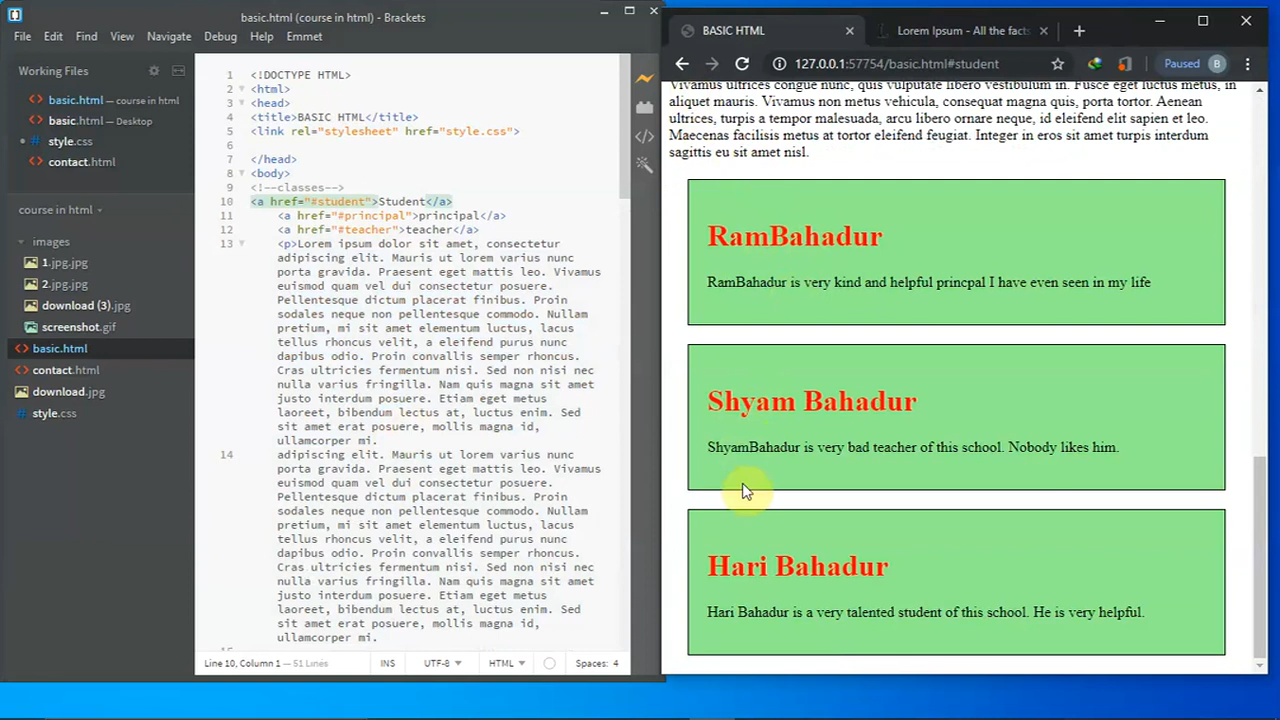 basic.html (course in html) - Brackets
File Edit Find View Navigate Debug Help Emmet
Working Files
basic.html — course in html
basic.html — Desktop
style.css
contact.html
course in html
images
1.jpg.jpg
2.jpg.jpg
download (3).jpg
screenshot.gif
basic.html
contact.html
download.jpg
style.css
1 <!DOCTYPE HTML>
2 <html>
3 <head>
4 <title>BASIC HTML</title>
5 <link rel="stylesheet" href="style.css">
6
7 </head>
8 <body>
9 <!--classes-->
10 <a href="#student">Student</a>
11 <a href="#principal">principal</a>
12 <a href="#teacher">teacher</a>
13 <p>Lorem ipsum dolor sit amet, consectetur
adipiscing elit. Mauris ut lorem varius nunc
porta gravida. Praesent eget mattis leo. Vivamus
euismod quam vel dui consectetur posuere.
Pellentesque dictum placerat finibus. Proin
sodales neque non pellentesque commodo. Nullam
pretium, mi sit amet elementum luctus, lacus
tellus rhoncus velit, a eleifend purus nunc et
dapibus odio. Proin convallis semper rhoncus.
Cras ultricies fermentum nisi. Sed non nisi nec
nulla varius fringilla. Nam quis magna sit amet
justo interdum posuere. Etiam eget metus
laoreet, bibendum lectus at, luctus enim. Sed
sit amet erat posuere, mollis magna id,
ullamcorper mi.
14 adipiscing elit. Mauris ut lorem varius nunc
porta gravida. Praesent eget mattis leo. Vivamus
euismod quam vel dui consectetur posuere.
Pellentesque dictum placerat finibus. Proin
sodales neque non pellentesque commodo. Nullam
pretium, mi sit amet elementum luctus, lacus
tellus rhoncus velit, a eleifend purus nunc et
dapibus odio. Proin convallis semper rhoncus.
Cras ultricies fermentum nisi. Sed non nisi nec
nulla varius fringilla. Nam quis magna sit amet
justo interdum posuere. Etiam eget metus
laoreet, bibendum lectus at, luctus enim. Sed
sit amet erat posuere, mollis magna id,
ullamcorper mi.
Line 10, Column 1 — 51 Lines
INS
UTF-8
HTML
Spaces: 4
BASIC HTML
Lorem Ipsum - All the facts
127.0.0.1:57754/basic.html#student
Paused B
Vivamus ultrices congue nunc, quis vulputate libero vestibulum in. Fusce eget luctus metus, in
aliquet mauris. Vivamus non metus vehicula, consequat magna quis, porta tortor. Aenean
ultrices, turpis a tempor malesuada, arcu libero ornare neque, id eleifend elit sapien et leo.
Maecenas facilisis metus at tortor eleifend feugiat. Integer in eros sit amet turpis interdum
sagittis eu sit amet nisl.
RamBahadur
RamBahadur is very kind and helpful princpal I have even seen in my life
Shyam Bahadur
ShyamBahadur is very bad teacher of this school. Nobody likes him.
Hari Bahadur
Hari Bahadur is a very talented student of this school. He is very helpful.